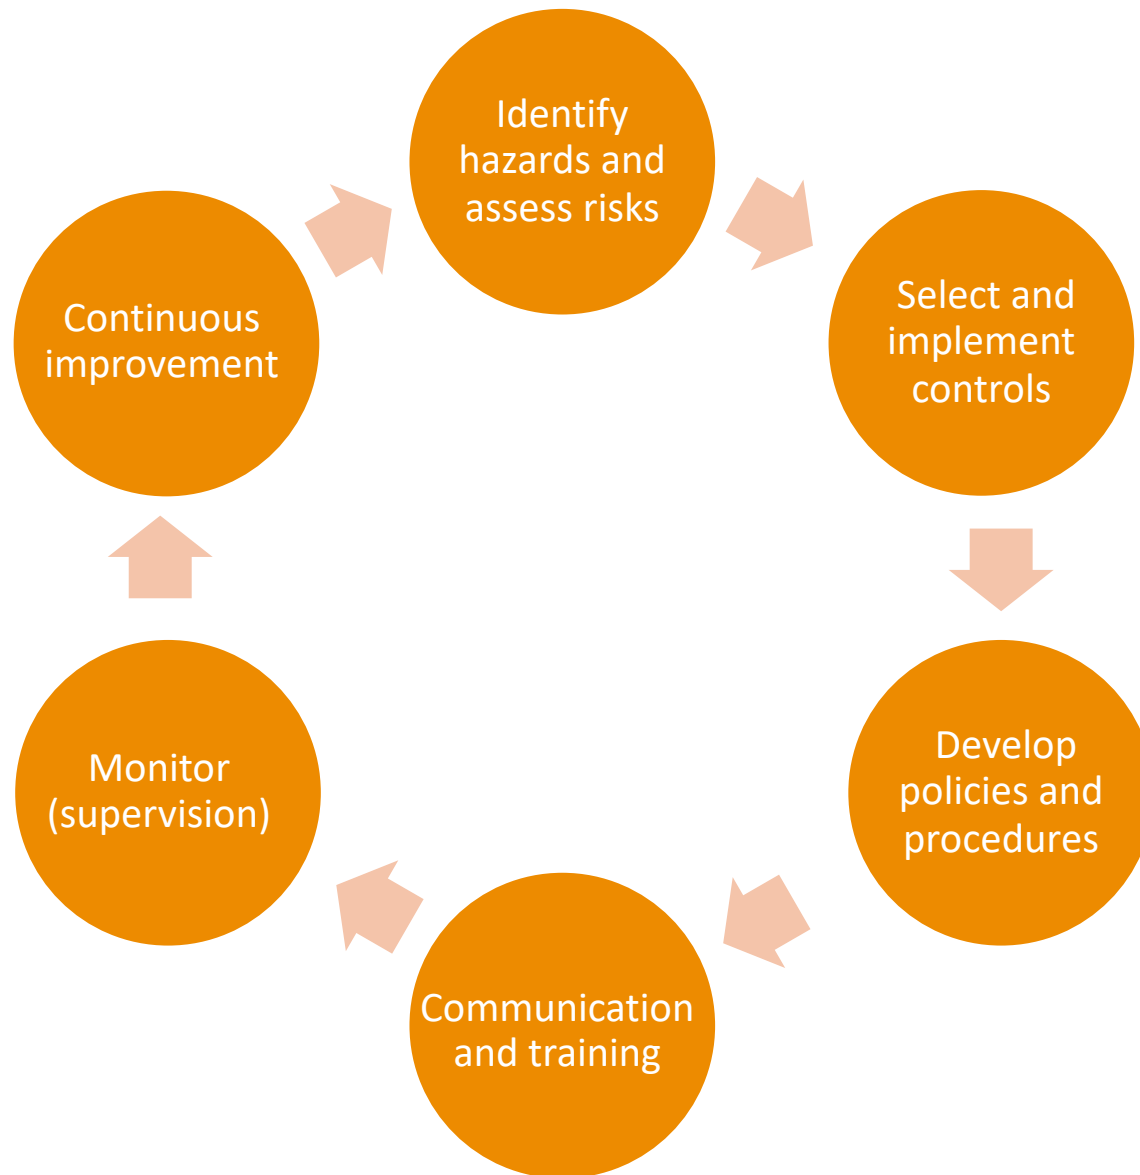 Identify
hazards and
assess risks
Select and
implement
controls
Develop
policies and
procedures
Communication
and training
Monitor
(supervision)
Continuous
improvement